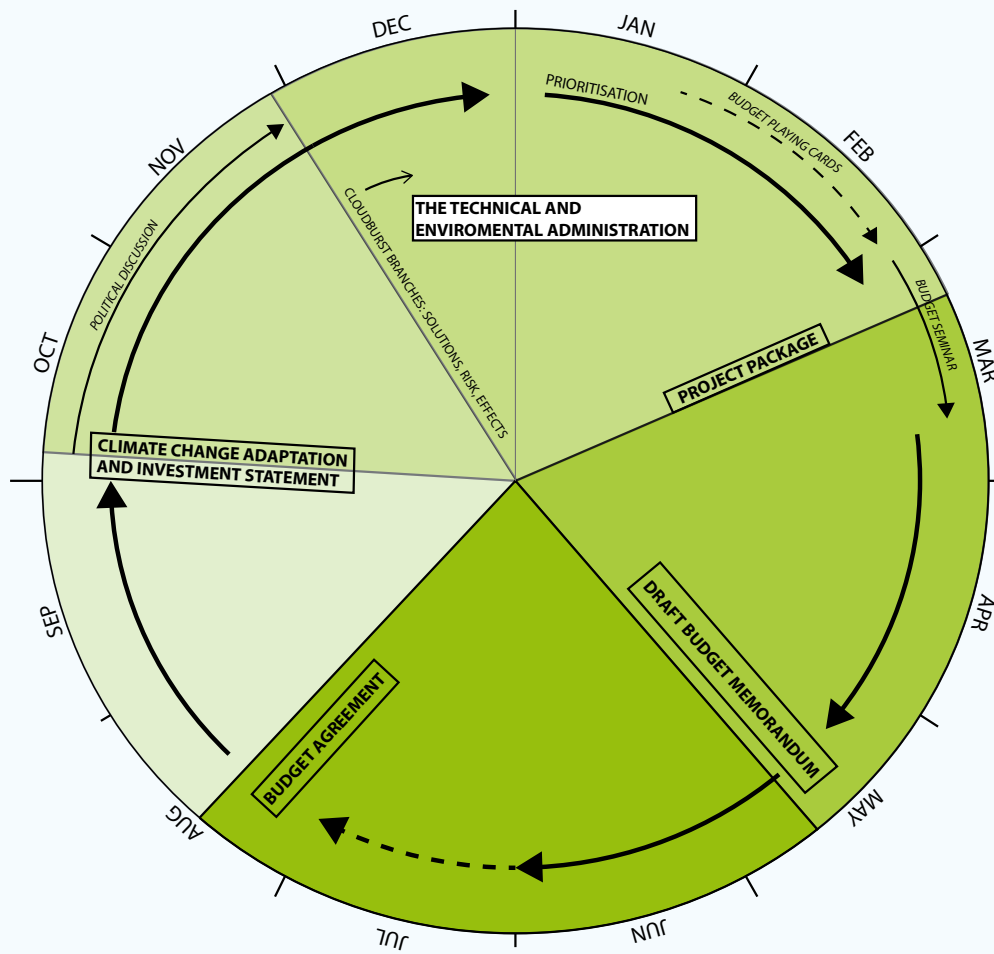 DEC
JAN
NOV
FEB
OCT
MAR
SEP
APR
AUG
MAY
JUL
JUN
PRIORITISATION
BUDGET PLAYING CARDS
BUDGET SEMINAR
POLITICAL DISCUSSION
CLOUDBURST BRANCHES: SOLUTIONS, RISK, EFFECTS
THE TECHNICAL AND
ENVIROMENTAL ADMINISTRATION
PROJECT PACKAGE
CLIMATE CHANGE ADAPTATION
AND INVESTMENT STATEMENT
DRAFT BUDGET MEMORANDUM
BUDGET AGREEMENT